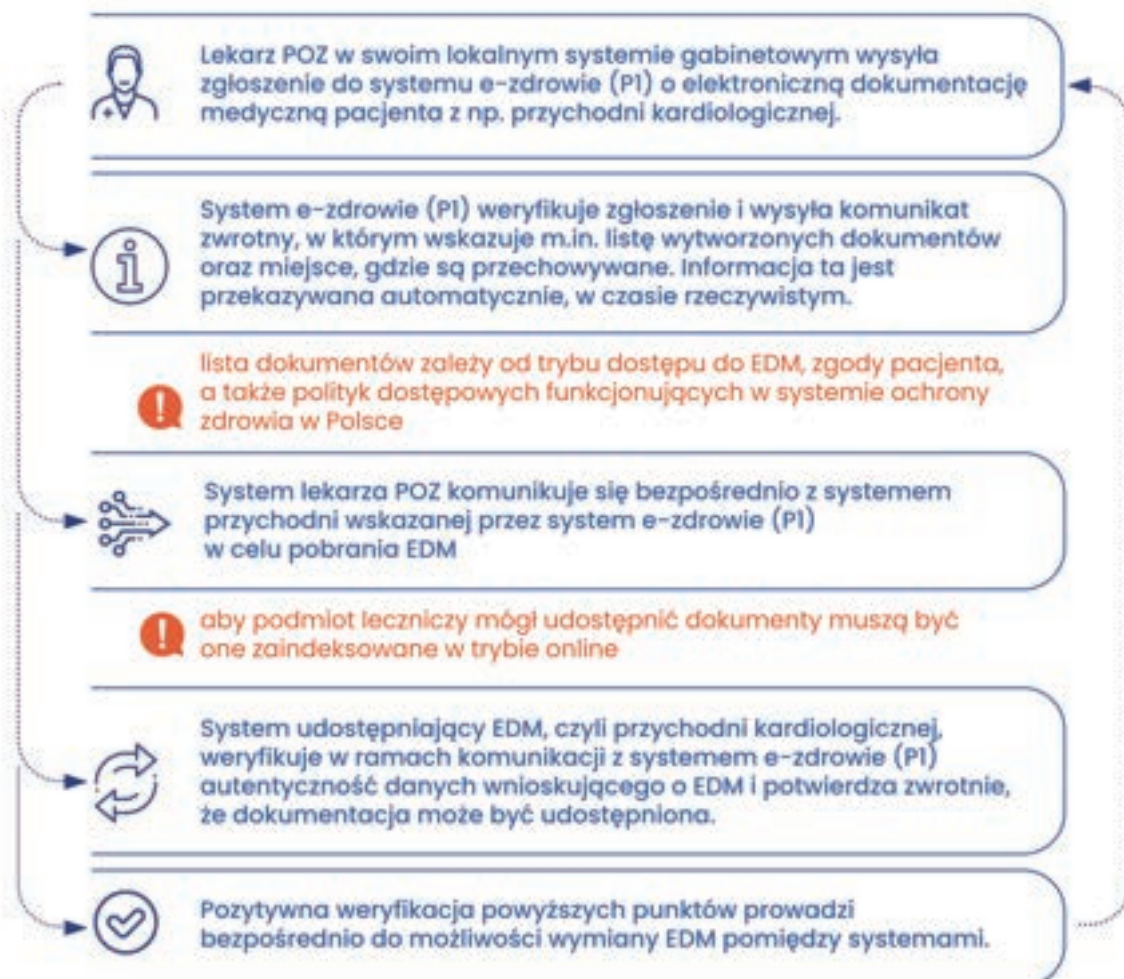 Lekarz POZ w swoim lokalnym systemie gabinetowym wysyła
zgłoszenie do systemu e-zdrowie (P1) o elektroniczną dokumentację
medyczną pacjenta z np. przychodni kardiologicznej.
System e-zdrowie (P1) weryfikuje zgłoszenie i wysyła komunikat
zwrotny, w którym wskazuje m.in. listę wytworzonych dokumentów
oraz miejsce, gdzie są przechowywane. Informacja ta jest
przekazywana automatycznie, w czasie rzeczywistym.
lista dokumentów zależy od trybu dostępu do EDM, zgody pacjenta,
a także polityk dostępowych funkcjonujących w systemie ochrony
zdrowia w Polsce
System lekarza POZ komunikuje się bezpośrednio z systemem
przychodni wskazanej przez system e-zdrowie (P1)
w celu pobrania EDM
aby podmiot leczniczy mógł udostępnić dokumenty muszą być
one zaindeksowane w trybie online
System udostępniający EDM, czyli przychodni kardiologicznej,
weryfikuje w ramach komunikacji z systemem e-zdrowie (P1)
autentyczność danych wnioskującego o EDM i potwierdza zwrotnie,
że dokumentacja może być udostępniona.
Pozytywna weryfikacja powyższych punktów prowadzi
bezpośrednio do możliwości wymiany EDM pomiędzy systemami.